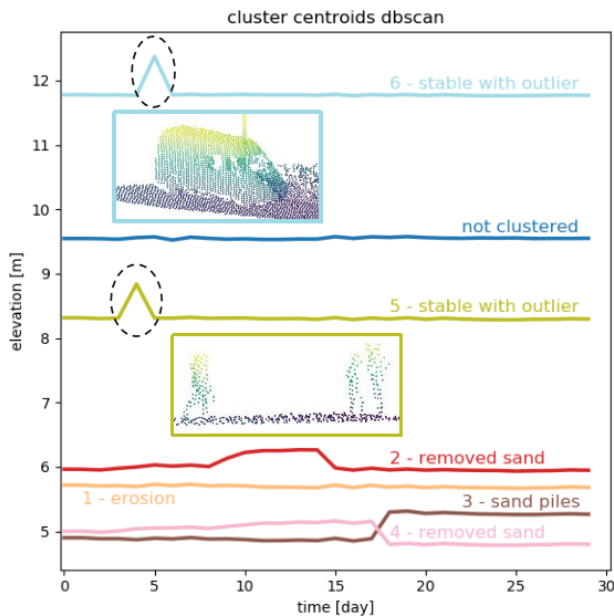 cluster centroids dbscan
12
6 - stable with outlier
11
10
not clustered
elevation [m]
9
5 - stable with outlier
8
7
2 - removed sand
6
1 - erosion
3 - sand piles
5
4 - removed sand
0 5 10 15 20 25 30
time [day]